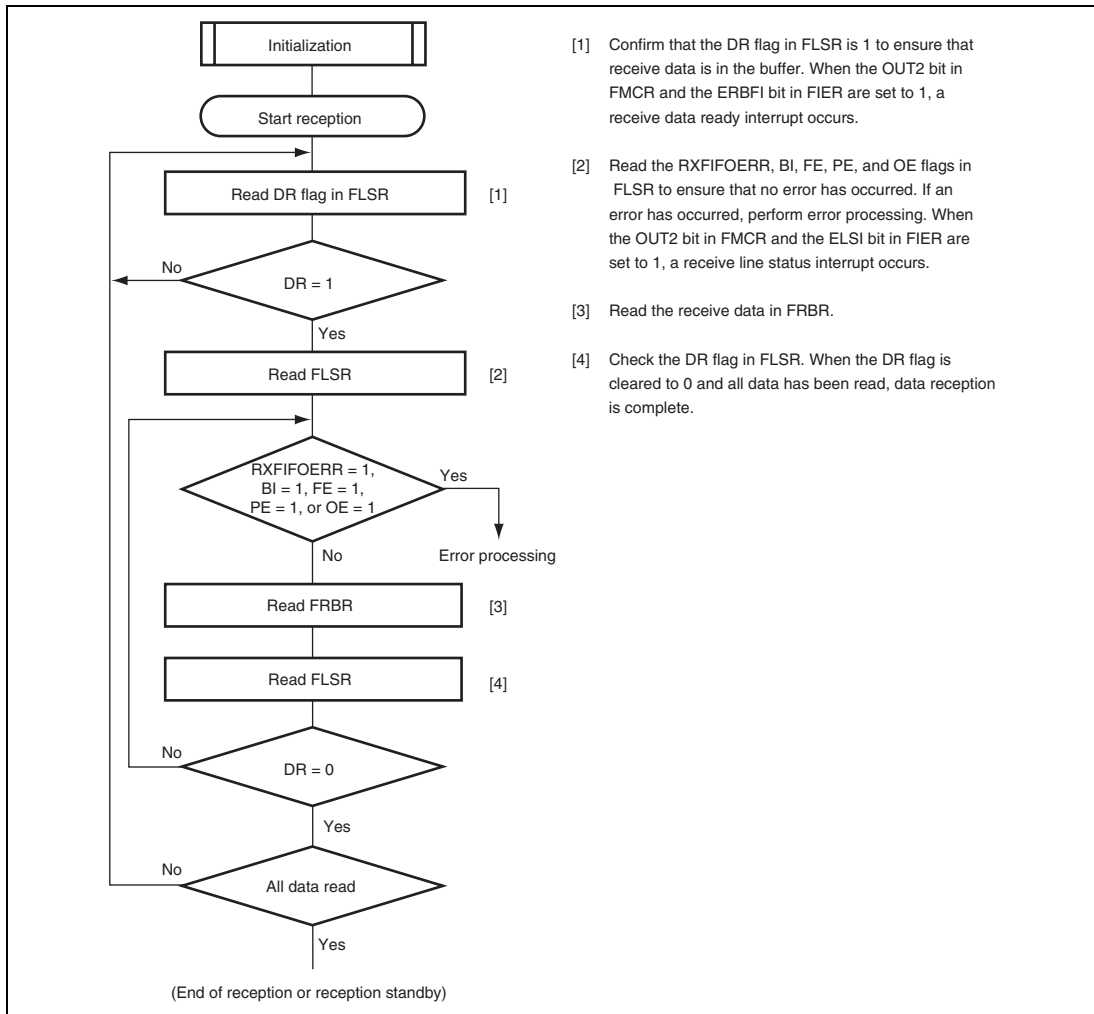 Initialization
Start reception
Read DR flag in FLSR
[1]
No
DR = 1
Yes
Read FLSR
[2]
RXFIFOERR = 1,
BI = 1, FE = 1,
PE = 1, or OE = 1
Yes
No
Error processing
Read FRBR
[3]
Read FLSR
[4]
No
DR = 0
Yes
No
All data read
Yes
(End of reception or reception standby)
[1] Confirm that the DR flag in FLSR is 1 to ensure that
receive data is in the buffer. When the OUT2 bit in
FMCR and the ERBFI bit in FIER are set to 1, a
receive data ready interrupt occurs.
[2] Read the RXFIFOERR, BI, FE, PE, and OE flags in
FLSR to ensure that no error has occurred. If an
error has occurred, perform error processing. When
the OUT2 bit in FMCR and the ELSI bit in FIER are
set to 1, a receive line status interrupt occurs.
[3] Read the receive data in FRBR.
[4] Check the DR flag in FLSR. When the DR flag is
cleared to 0 and all data has been read, data reception
is complete.